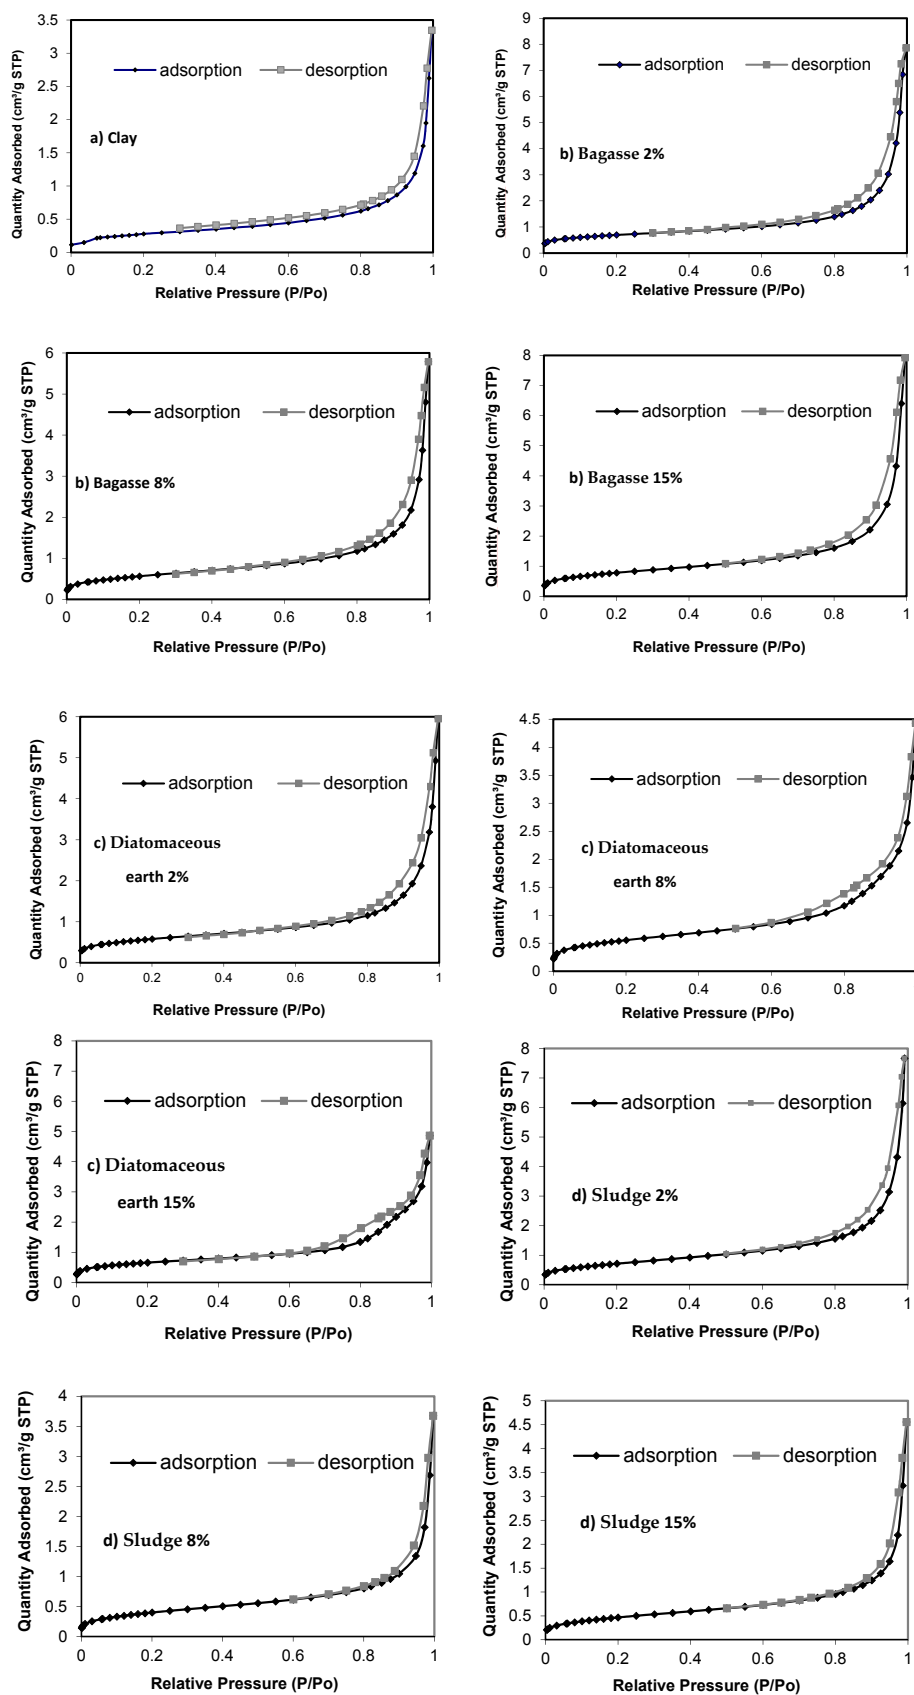 3.5
3
2.5
2
1.5
1
0.5
0
Quantity Adsorbed (cm³/g STP)
adsorption
desorption
a) Clay
0 0.2 0.4 0.6 0.8 1
Relative Pressure (P/Po)
9
8
7
6
5
4
3
2
1
0
Quantity Adsorbed (cm³/g STP)
adsorption
desorption
b) Bagasse 2%
0 0.2 0.4 0.6 0.8 1
Relative Pressure (P/Po)
6
5
4
3
2
1
0
Quantity Adsorbed (cm³/g STP)
adsorption
desorption
b) Bagasse 8%
0 0.2 0.4 0.6 0.8 1
Relative Pressure (P/Po)
8
7
6
5
4
3
2
1
0
Quantity Adsorbed (cm³/g STP)
adsorption
desorption
b) Bagasse 15%
0 0.2 0.4 0.6 0.8 1
Relative Pressure (P/Po)
6
5
4
3
2
1
0
Quantity Adsorbed (cm³/g STP)
adsorption
desorption
c) Diatomaceous
earth 2%
0 0.2 0.4 0.6 0.8 1
Relative Pressure (P/Po)
4.5
4
3.5
3
2.5
2
1.5
1
0.5
0
Quantity Adsorbed (cm³/g STP)
adsorption
desorption
c) Diatomaceous
earth 8%
0 0.2 0.4 0.6 0.8
Relative Pressure (P/Po)
8
7
6
5
4
3
2
1
0
Quantity Adsorbed (cm³/g STP)
adsorption
desorption
c) Diatomaceous
earth 15%
0 0.2 0.4 0.6 0.8 1
Relative Pressure (P/Po)
8
7
6
5
4
3
2
1
0
Quantity Adsorbed (cm³/g STP)
adsorption
desorption
d) Sludge 2%
0 0.2 0.4 0.6 0.8 1
Relative Pressure (P/Po)
4
3.5
3
2.5
2
1.5
1
0.5
0
Quantity Adsorbed (cm³/g STP)
adsorption
desorption
d) Sludge 8%
0 0.2 0.4 0.6 0.8 1
Relative Pressure (P/Po)
5
4.5
4
3.5
3
2.5
2
1.5
1
0.5
0
Quantity Adsorbed (cm³/g STP)
adsorption
desorption
d) Sludge 15%
0 0.2 0.4 0.6 0.8 1
Relative Pressure (P/Po)